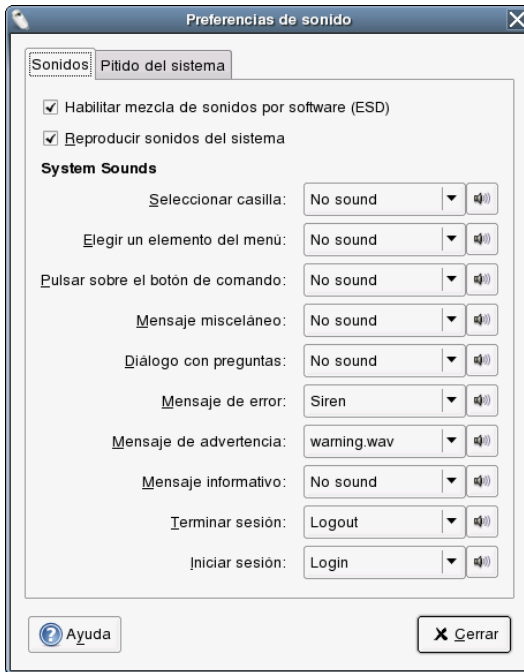 Preferencias de sonido
Sonidos Pitido del sistema
Habilitar mezcla de sonidos por software (ESD)
Reproducir sonidos del sistema
System Sounds
Seleccionar casilla: No sound
Elegir un elemento del menú: No sound
Pulsar sobre el botón de comando: No sound
Mensaje misceláneo: No sound
Diálogo con preguntas: No sound
Mensaje de error: Siren
Mensaje de advertencia: warning.wav
Mensaje informativo: No sound
Terminar sesión: Logout
Iniciar sesión: Login
Ayuda Cerrar